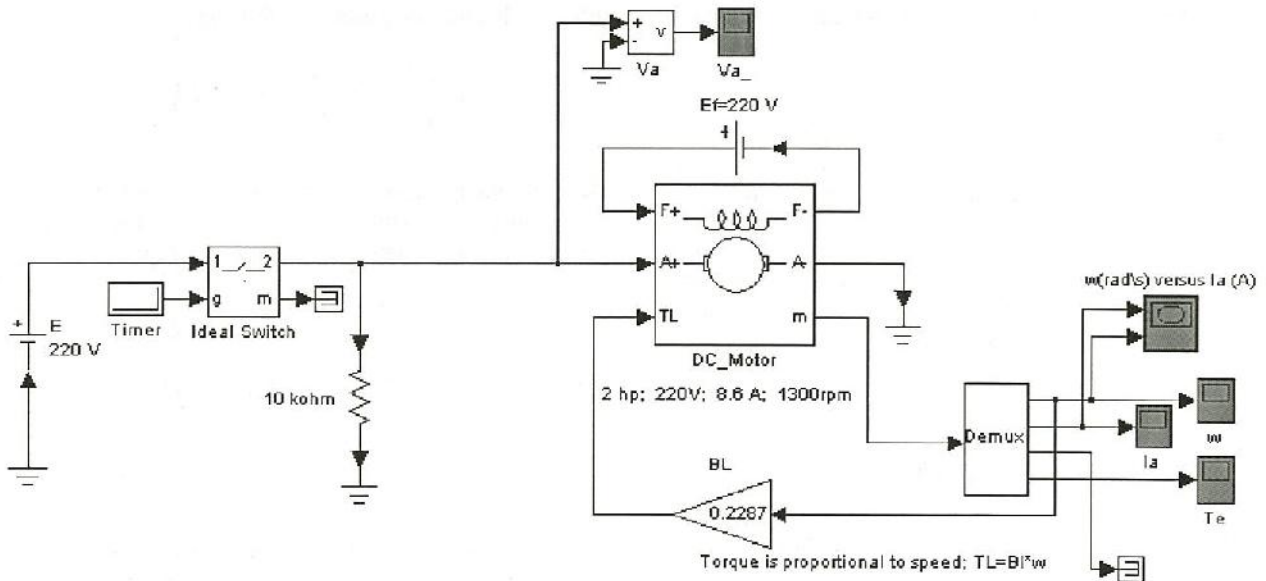 +
-
v
Va
Va_
Ef=220 V
+
F+
F-
A+
A-
TL
m
DC_Motor
2 hp; 220V; 8.6 A; 1300rpm
1
2
g
m
Timer
Ideal Switch
+
E
220 V
10 kohm
w(rad\s) versus Ia (A)
Demux
w
Ia
Te
BL
0.2287
Torque is proportional to speed; TL=Bl*w